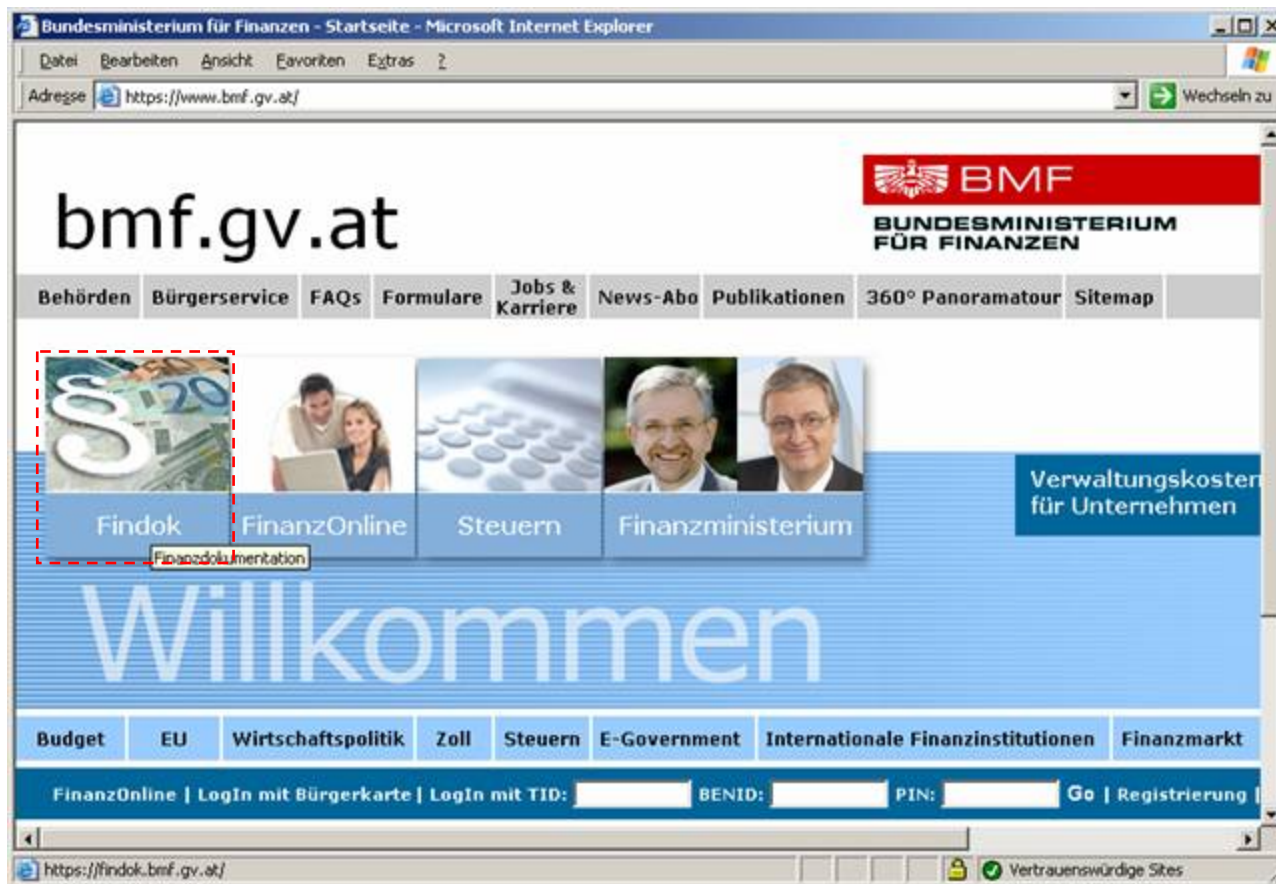 Bundesministerium für Finanzen - Startseite - Microsoft Internet Explorer
Datei Bearbeiten Ansicht Favoriten Extras ?
Adresse https://www.bmf.gv.at/ Wechseln zu
BMF
bmf.gv.at
BUNDESMINISTERIUM
FÜR FINANZEN
Behörden Bürgerservice FAQs Formulare Jobs & Karriere News-Abo Publikationen 360° Panoramatour Sitemap
§ 20
Verwaltungskosten
für Unternehmen
Findok FinanzOnline Steuern Finanzministerium
Finanzdokumentation
Willkommen
Budget EU Wirtschaftspolitik Zoll Steuern E-Government Internationale Finanzinstitutionen Finanzmarkt
FinanzOnline | LogIn mit Bürgerkarte | LogIn mit TID: BENID: PIN: Go | Registrierung |
https://findok.bmf.gv.at/ Vertrauenswürdige Sites